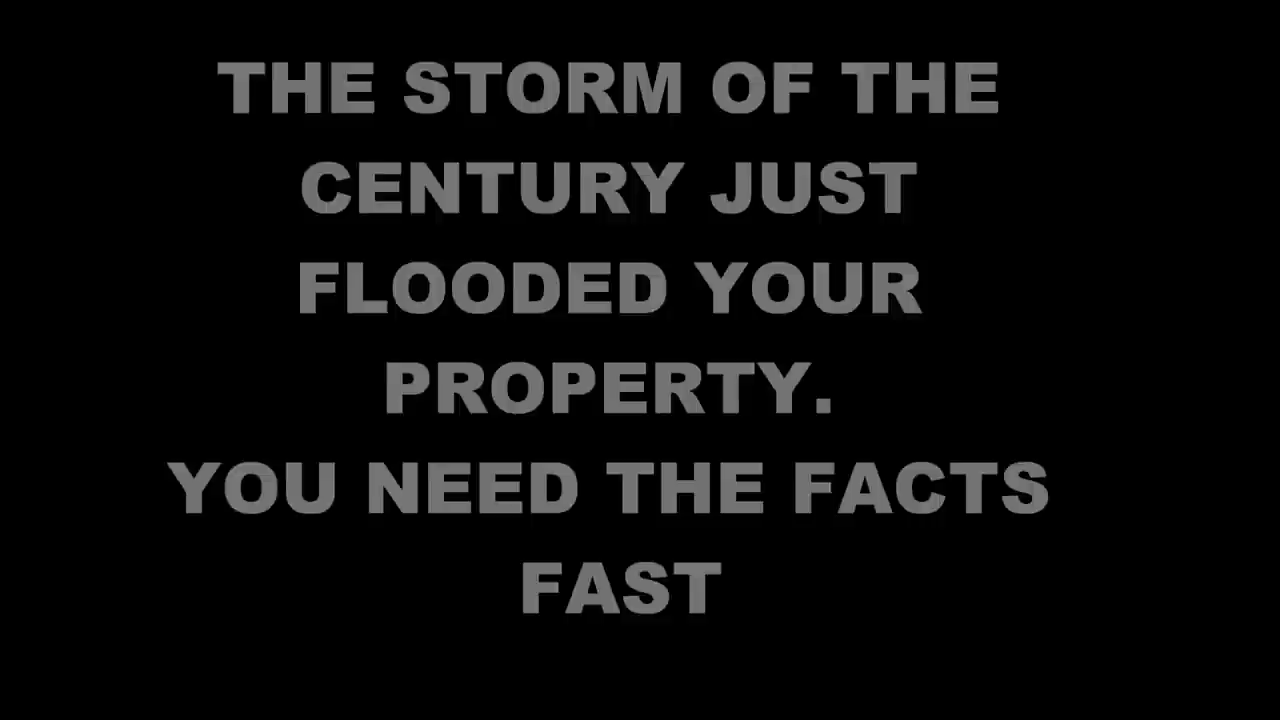 THE STORM OF THE
CENTURY JUST
FLOODED YOUR
PROPERTY.
YOU NEED THE FACTS
FAST